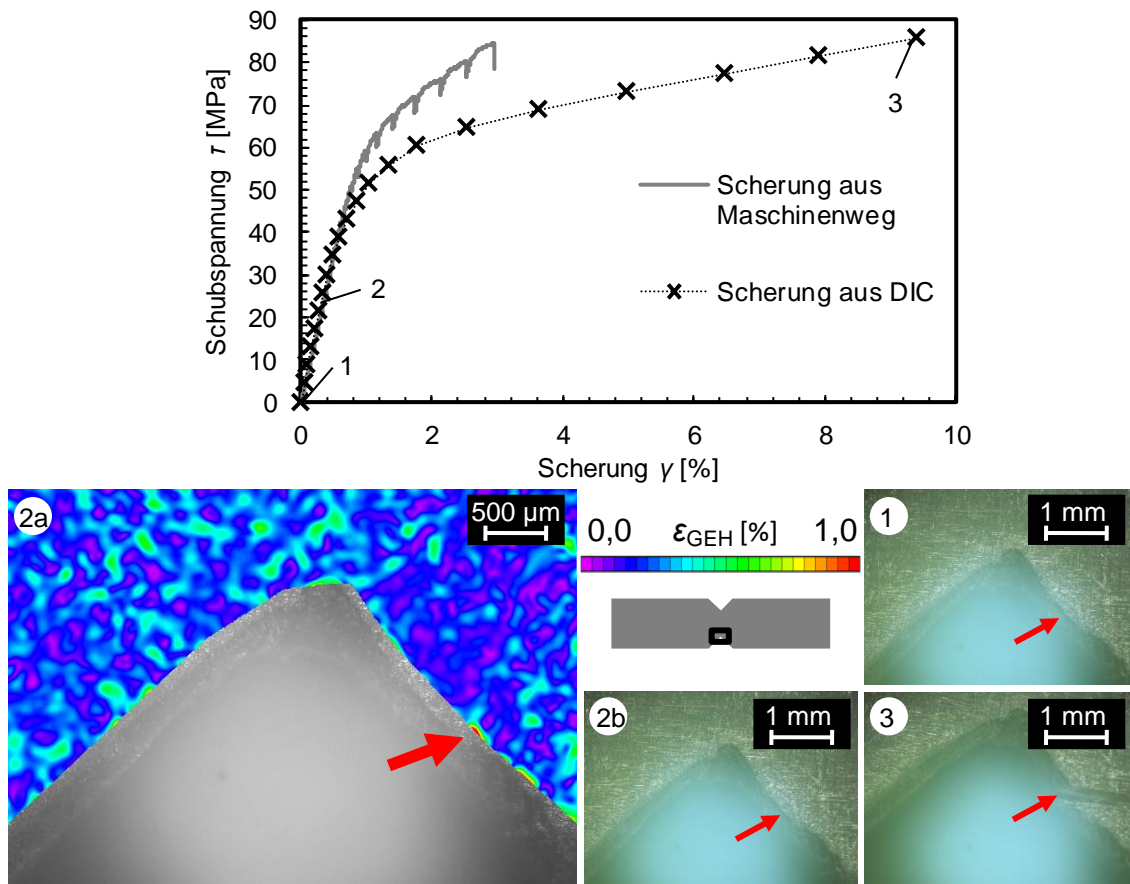 90
80
70
60
50
40
30
20
10
0
Schubspannung τ [MPa]
0 2 4 6 8 10
Scherung γ [%]
1
2
3
Scherung aus
Maschinenweg
Scherung aus DIC
2a
500 µm
0,0 εGEH [%] 1,0
1
1 mm
2b
1 mm
3
1 mm